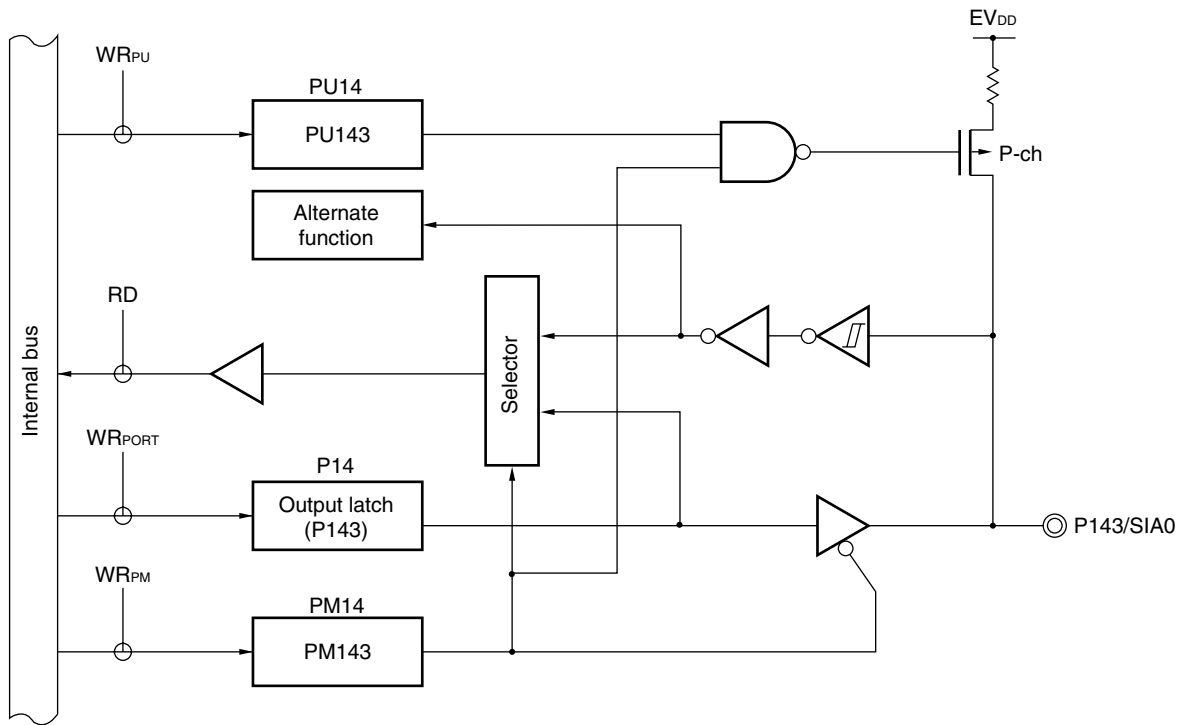 EVDD
WRPU
PU14
PU143
P-ch
Alternate
function
RD
Internal bus
Selector
WRPORT
P14
Output latch
(P143)
P143/SIA0
WRPM
PM14
PM143